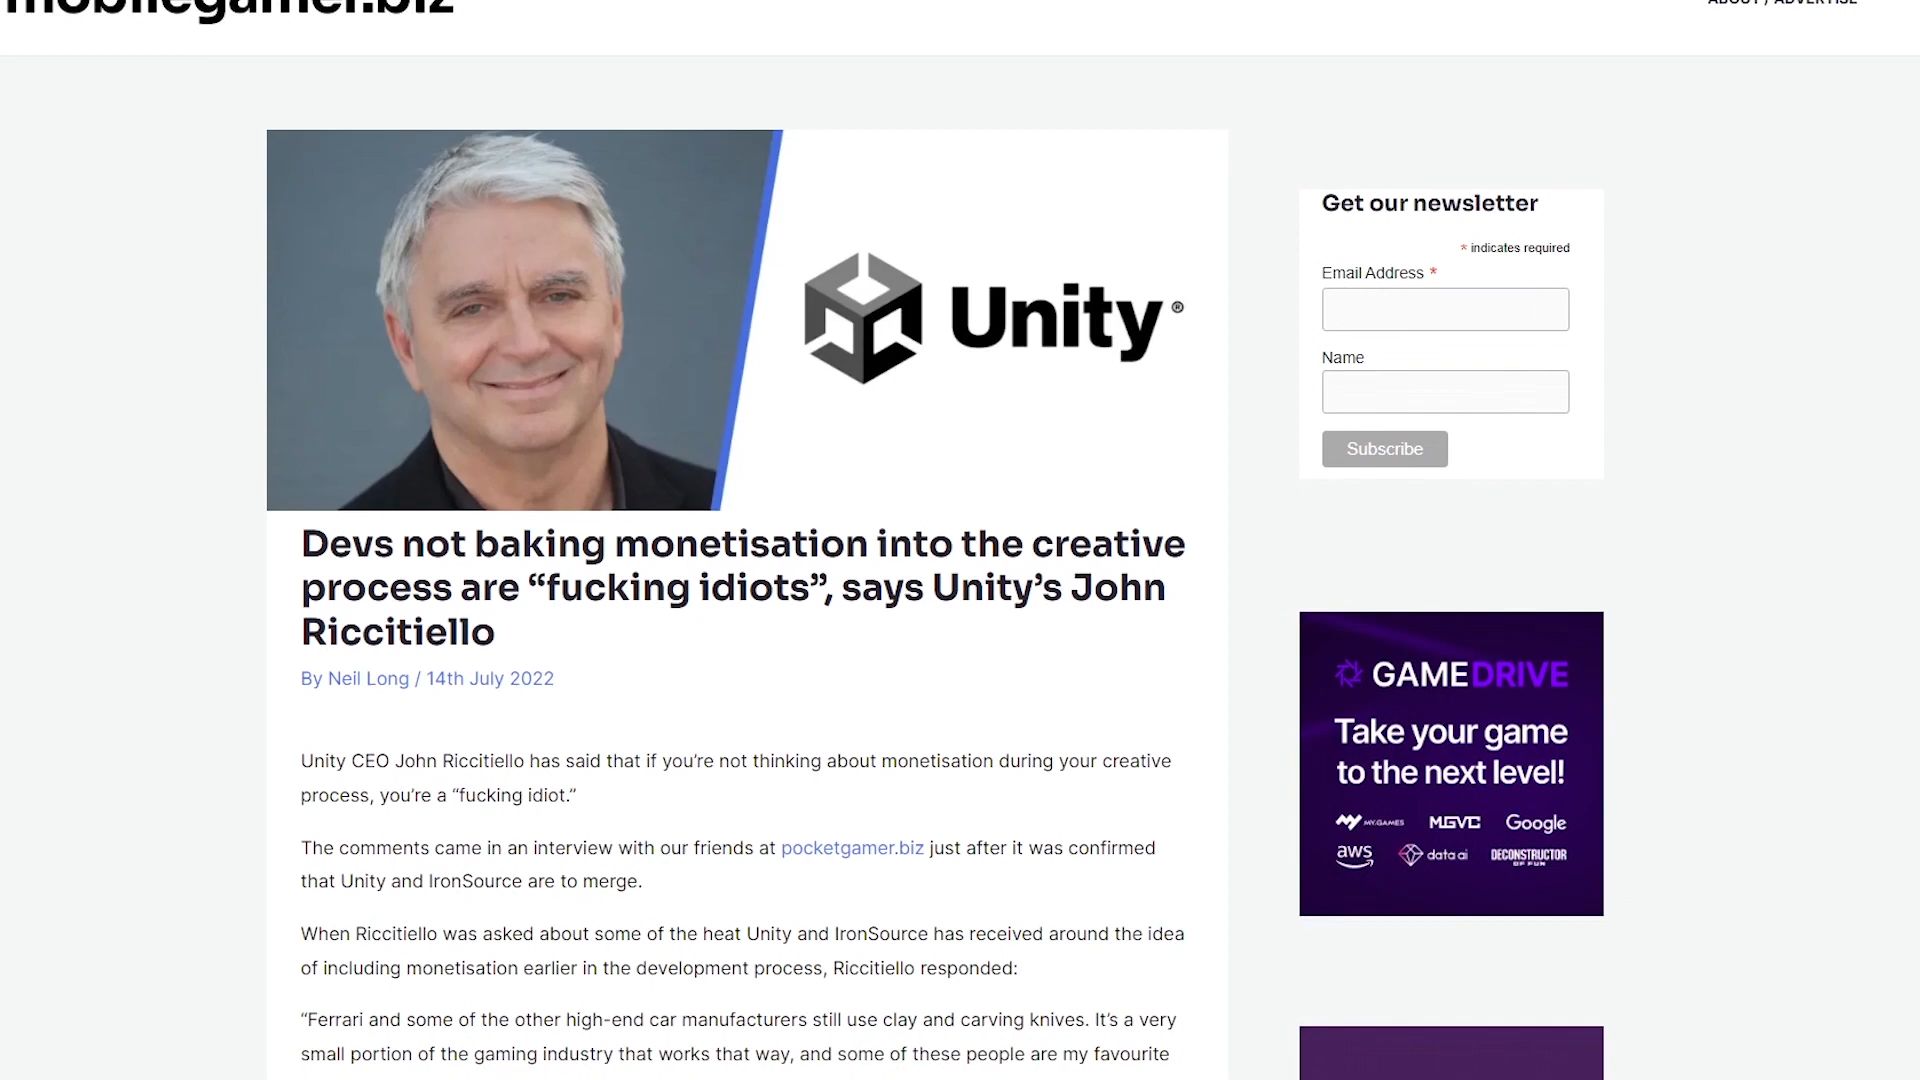 mobilegamer.biz
ABOUT / ADVERTISE
Unity®
Devs not baking monetisation into the creative
process are “fucking idiots”, says Unity’s John
Riccitiello
By Neil Long / 14th July 2022
Unity CEO John Riccitiello has said that if you’re not thinking about monetisation during your creative
process, you’re a “fucking idiot.”
The comments came in an interview with our friends at pocketgamer.biz just after it was confirmed
that Unity and IronSource are to merge.
When Riccitiello was asked about some of the heat Unity and IronSource has received around the idea
of including monetisation earlier in the development process, Riccitiello responded:
“Ferrari and some of the other high-end car manufacturers still use clay and carving knives. It’s a very
small portion of the gaming industry that works that way, and some of these people are my favourite
Get our newsletter
* indicates required
Email Address *
Name
Subscribe
GAMEDRIVE
Take your game
to the next level!
MY.GAMES MGVC Google
aws data.ai DECONSTRUCTOR
OF FUN